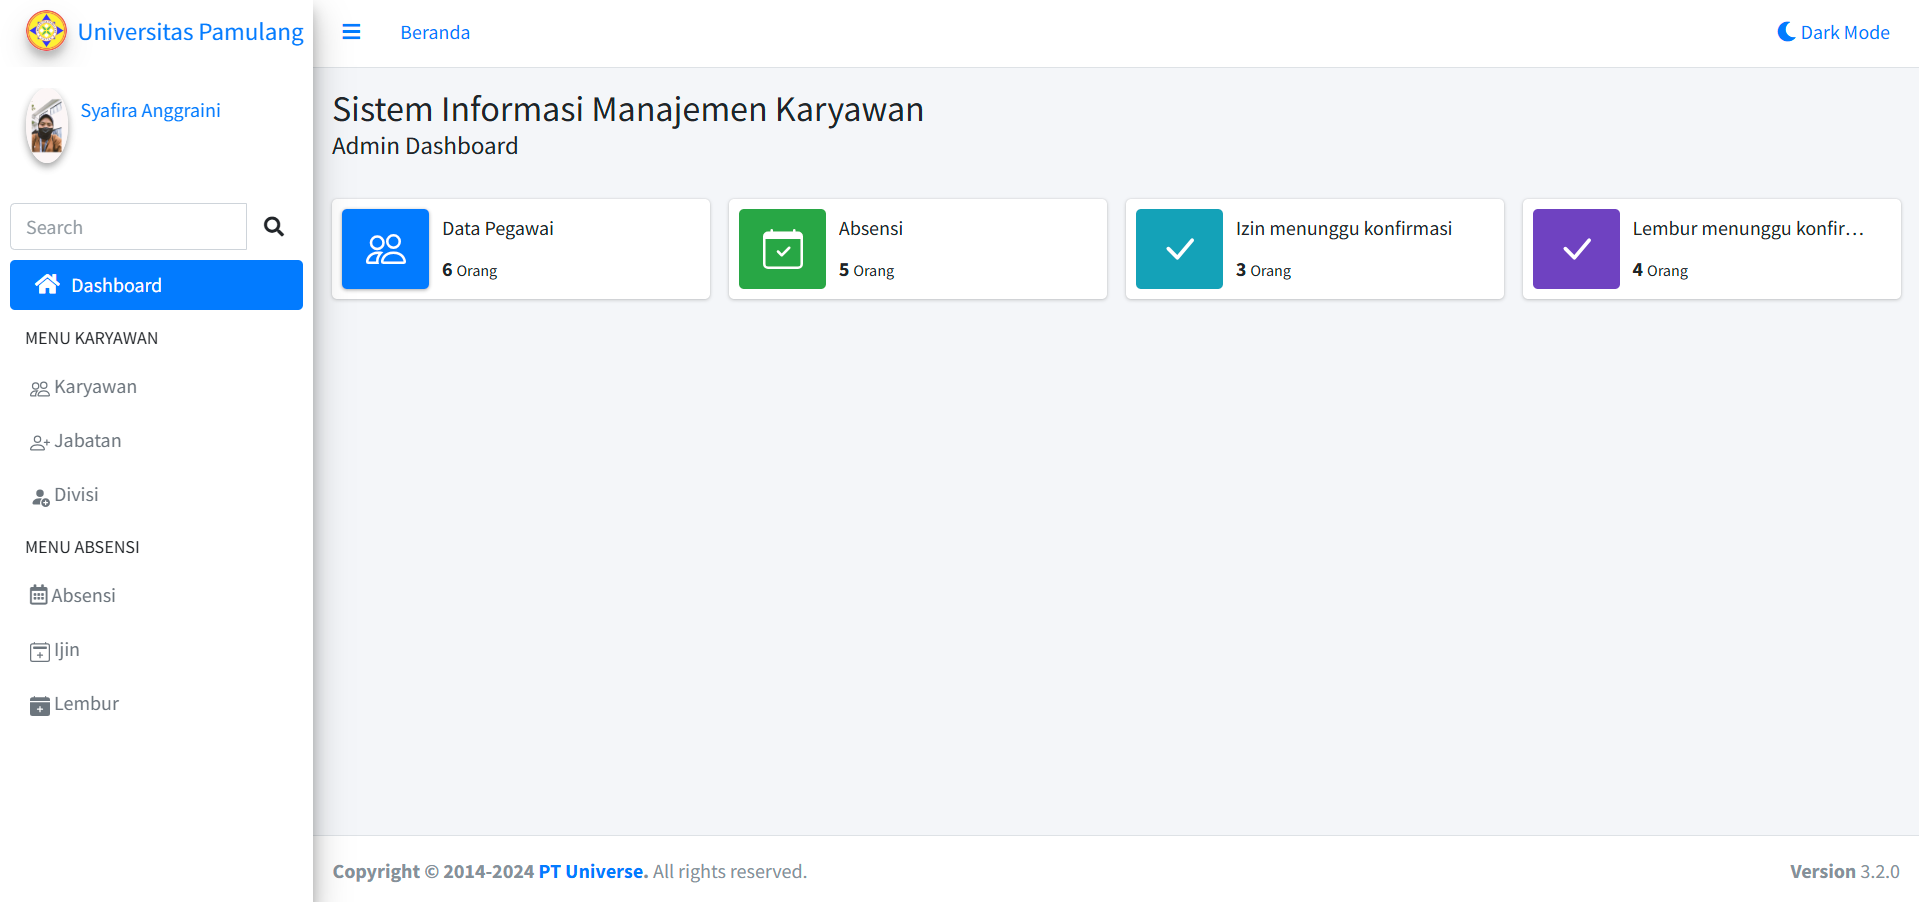 Universitas Pamulang
Beranda
Dark Mode
Syafira Anggraini
Search
Dashboard
MENU KARYAWAN
Karyawan
Jabatan
Divisi
MENU ABSENSI
Absensi
Ijin
Lembur
Sistem Informasi Manajemen Karyawan
Admin Dashboard
Data Pegawai
6 Orang
Absensi
5 Orang
Izin menunggu konfirmasi
3 Orang
Lembur menunggu konfir...
4 Orang
Copyright © 2014-2024 PT Universe. All rights reserved.
Version 3.2.0